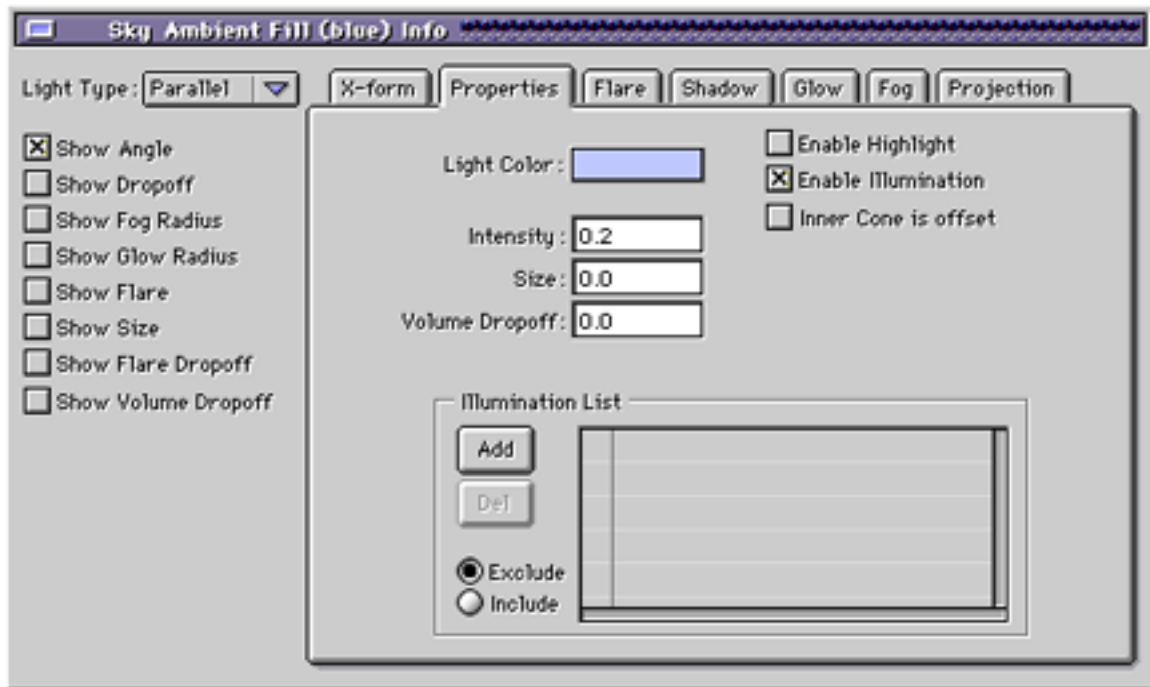 Sky Ambient Fill (blue) Info
Light Type: Parallel
X-form Properties Flare Shadow Glow Fog Projection
Show Angle
Show Dropoff
Show Fog Radius
Show Glow Radius
Show Flare
Show Size
Show Flare Dropoff
Show Volume Dropoff
Light Color:
Intensity: 0.2
Size: 0.0
Volume Dropoff: 0.0
Enable Highlight
Enable Illumination
Inner Cone is offset
Illumination List
Add
Del
Exclude
Include